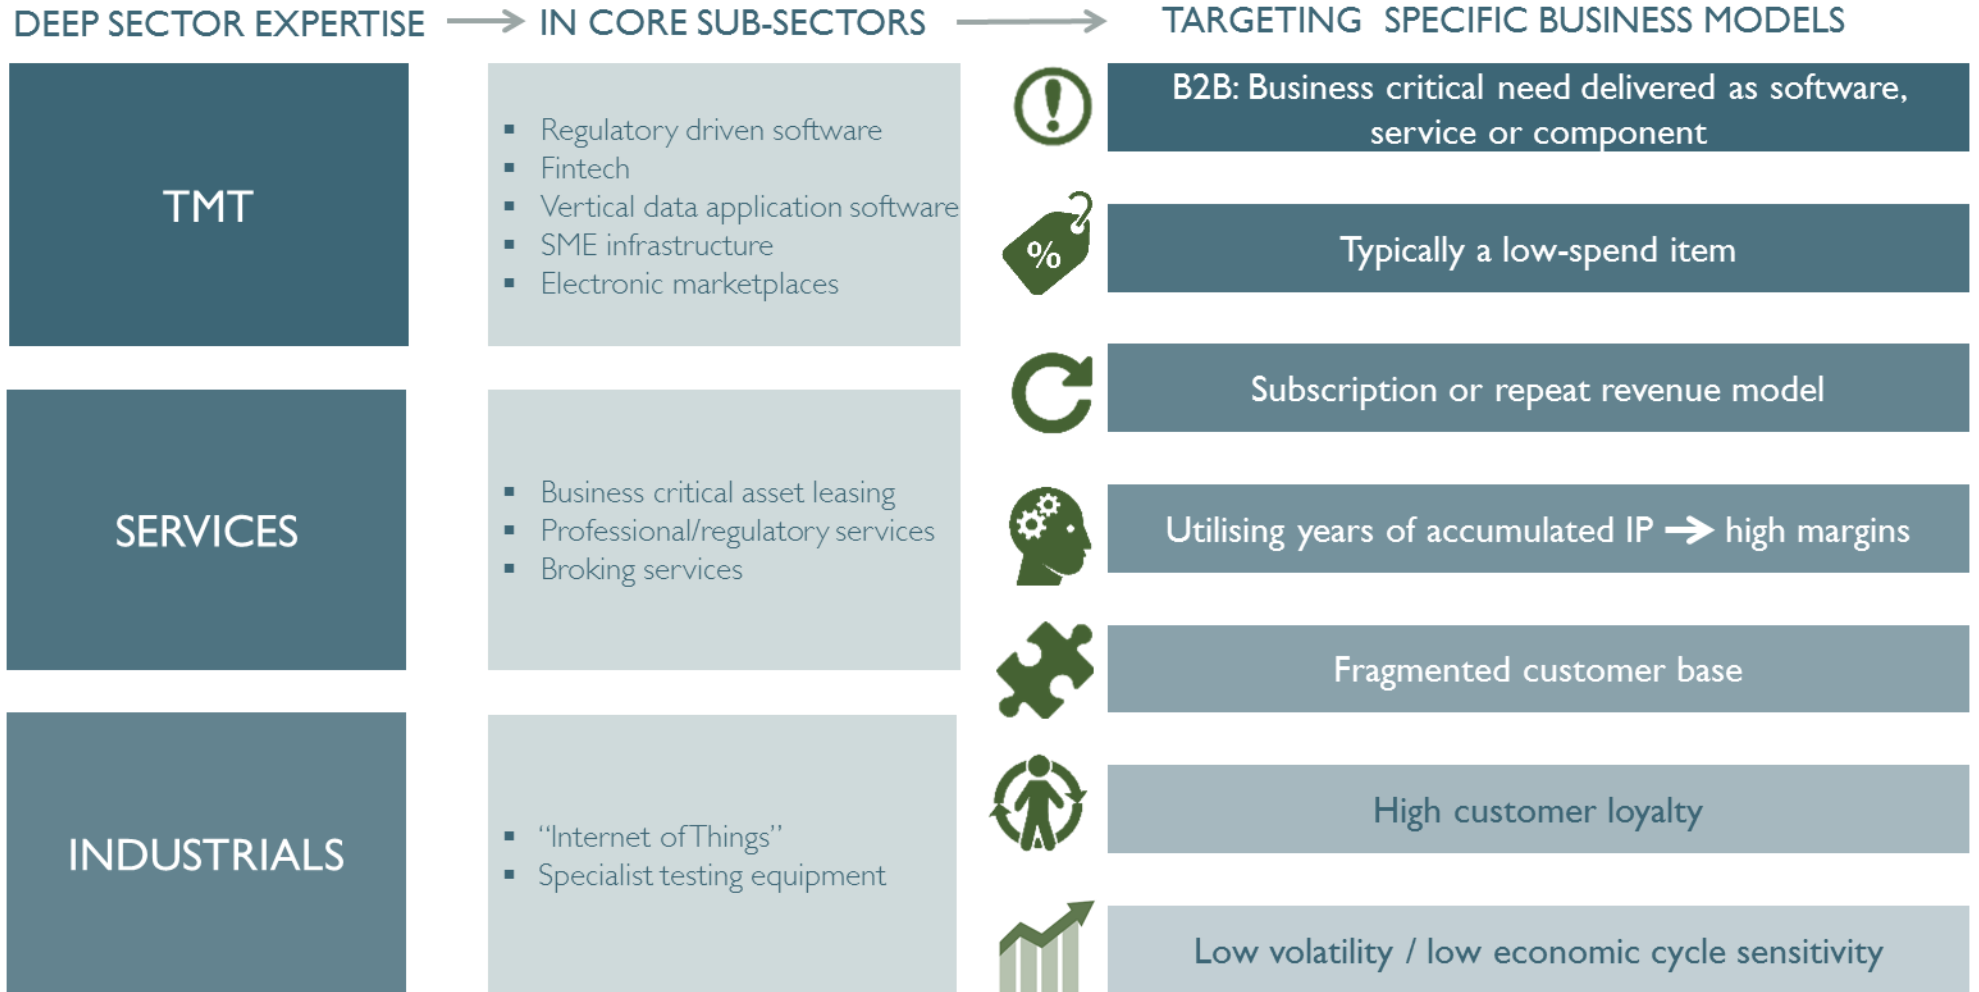 DEEP SECTOR EXPERTISE
IN CORE SUB-SECTORS
TARGETING SPECIFIC BUSINESS MODELS
TMT
Regulatory driven software
Fintech
Vertical data application software
SME infrastructure
Electronic marketplaces
SERVICES
Business critical asset leasing
Professional/regulatory services
Broking services
INDUSTRIALS
“Internet of Things”
Specialist testing equipment
B2B: Business critical need delivered as software,
service or component
%
Typically a low-spend item
Subscription or repeat revenue model
Utilising years of accumulated IP → high margins
Fragmented customer base
High customer loyalty
Low volatility / low economic cycle sensitivity